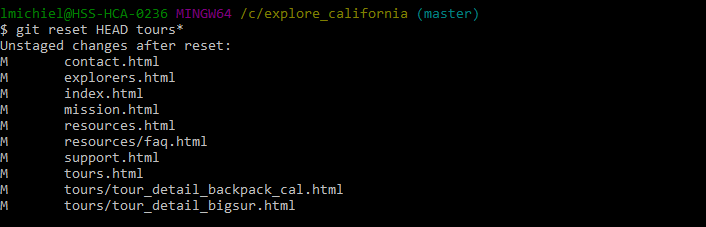 lmichiel@HSS-HCA-0236 MINGW64 /c/explore_california (master)
$ git reset HEAD tours*
Unstaged changes after reset:
M       contact.html
M       explorers.html
M       index.html
M       mission.html
M       resources.html
M       resources/faq.html
M       support.html
M       tours.html
M       tours/tour_detail_backpack_cal.html
M       tours/tour_detail_bigsur.html